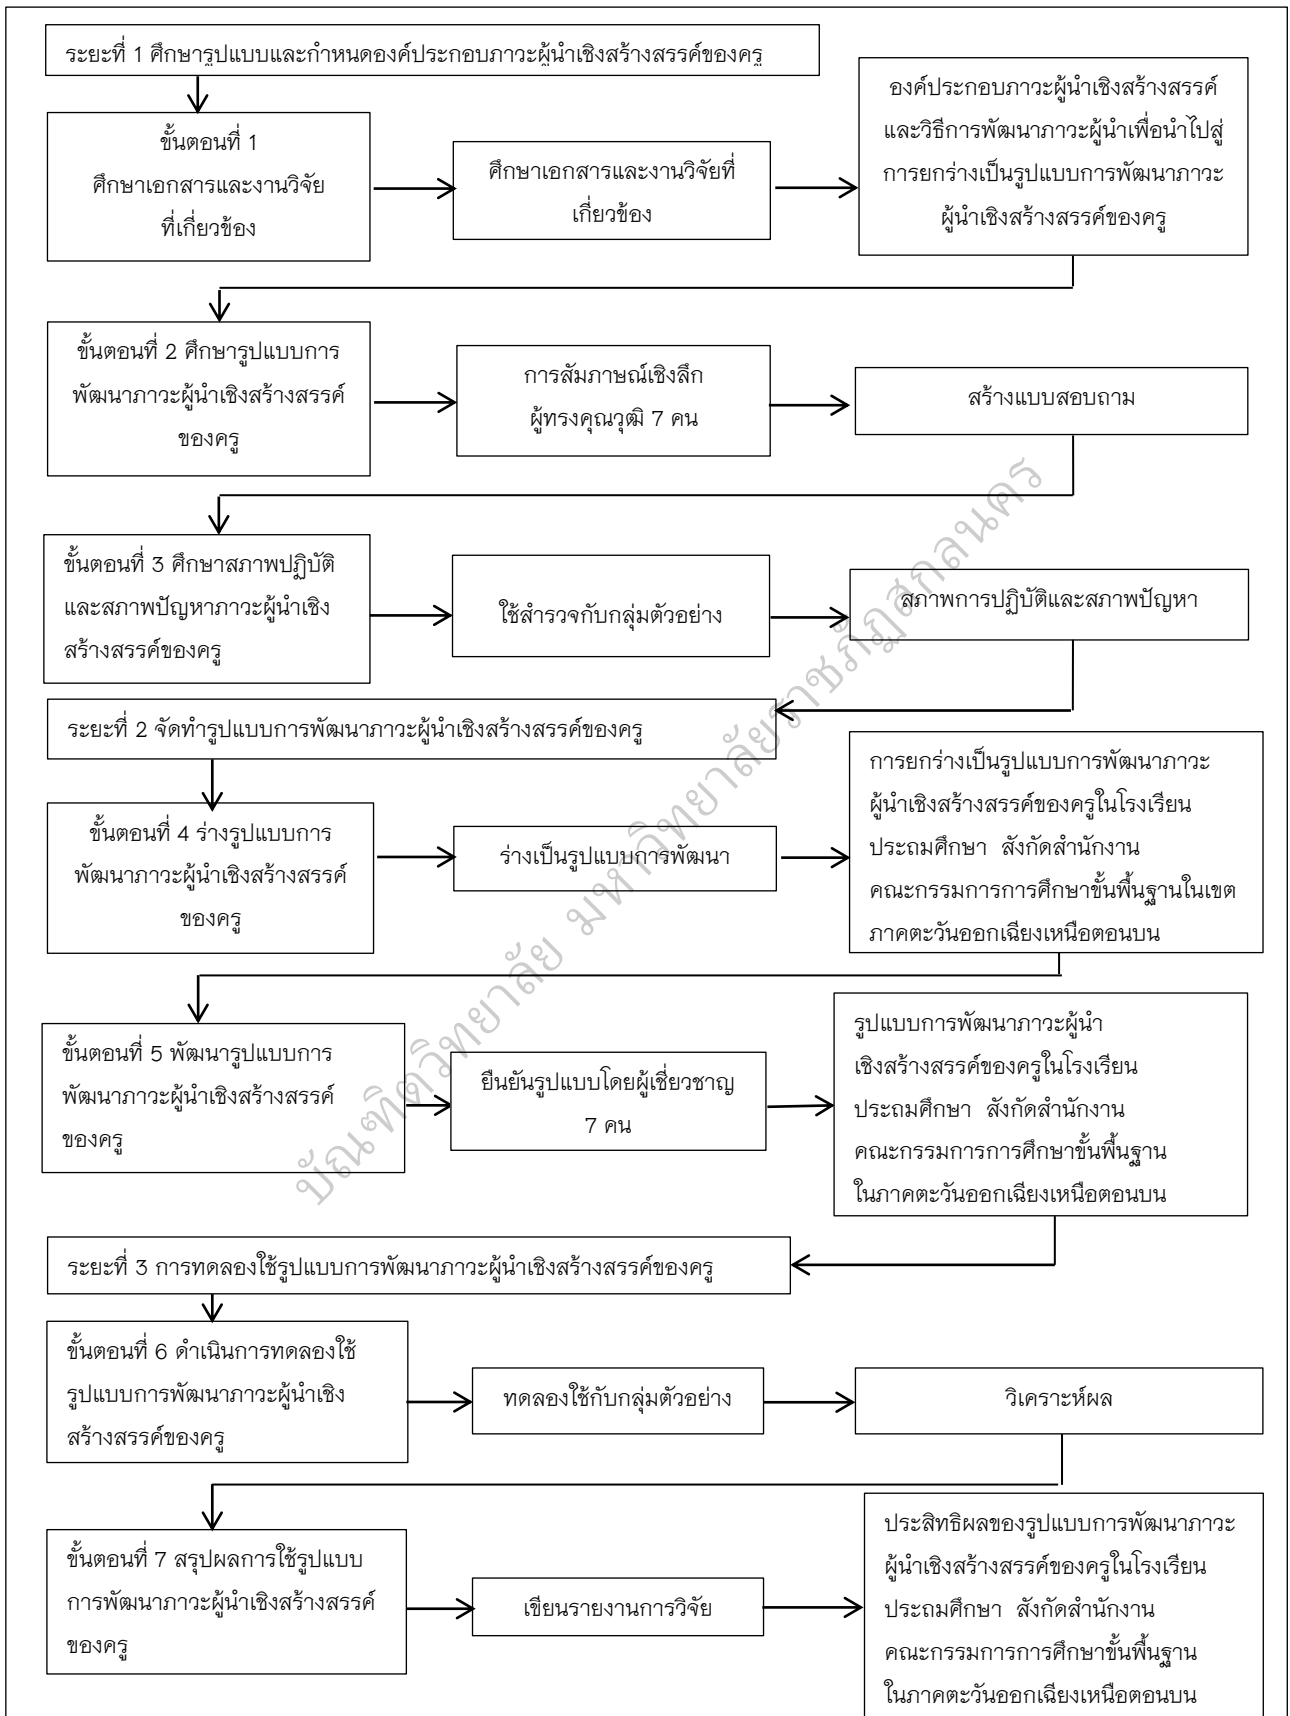 ระยะที่ 1 ศึกษารูปแบบและกำหนดองค์ประกอบภาวะผู้นำเชิงสร้างสรรค์ของครู
ขั้นตอนที่ 1
ศึกษาเอกสารและงานวิจัย
ที่เกี่ยวข้อง
ศึกษาเอกสารและงานวิจัยที่
เกี่ยวข้อง
องค์ประกอบภาวะผู้นำเชิงสร้างสรรค์
และวิธีการพัฒนาภาวะผู้นำเพื่อนำไปสู่
การยกร่างเป็นรูปแบบการพัฒนาภาวะ
ผู้นำเชิงสร้างสรรค์ของครู
ขั้นตอนที่ 2 ศึกษารูปแบบการ
พัฒนาภาวะผู้นำเชิงสร้างสรรค์
ของครู
การสัมภาษณ์เชิงลึก
ผู้ทรงคุณวุฒิ 7 คน
สร้างแบบสอบถาม
ขั้นตอนที่ 3 ศึกษาสภาพปฏิบัติ
และสภาพปัญหาภาวะผู้นำเชิง
สร้างสรรค์ของครู
ใช้สำรวจกับกลุ่มตัวอย่าง
สภาพการปฏิบัติและสภาพปัญหา
ระยะที่ 2 จัดทำรูปแบบการพัฒนาภาวะผู้นำเชิงสร้างสรรค์ของครู
ขั้นตอนที่ 4 ร่างรูปแบบการ
พัฒนาภาวะผู้นำเชิงสร้างสรรค์
ของครู
ร่างเป็นรูปแบบการพัฒนา
การยกร่างเป็นรูปแบบการพัฒนาภาวะ
ผู้นำเชิงสร้างสรรค์ของครูในโรงเรียน
ประถมศึกษา สังกัดสำนักงาน
คณะกรรมการการศึกษาขั้นพื้นฐานในเขต
ภาคตะวันออกเฉียงเหนือตอนบน
ขั้นตอนที่ 5 พัฒนารูปแบบการ
พัฒนาภาวะผู้นำเชิงสร้างสรรค์
ของครู
ยืนยันรูปแบบโดยผู้เชี่ยวชาญ
7 คน
รูปแบบการพัฒนาภาวะผู้นำ
เชิงสร้างสรรค์ของครูในโรงเรียน
ประถมศึกษา สังกัดสำนักงาน
คณะกรรมการการศึกษาขั้นพื้นฐาน
ในภาคตะวันออกเฉียงเหนือตอนบน
ระยะที่ 3 การทดลองใช้รูปแบบการพัฒนาภาวะผู้นำเชิงสร้างสรรค์ของครู
ขั้นตอนที่ 6 ดำเนินการทดลองใช้
รูปแบบการพัฒนาภาวะผู้นำเชิง
สร้างสรรค์ของครู
ทดลองใช้กับกลุ่มตัวอย่าง
วิเคราะห์ผล
ขั้นตอนที่ 7 สรุปผลการใช้รูปแบบ
การพัฒนาภาวะผู้นำเชิงสร้างสรรค์
ของครู
เขียนรายงานการวิจัย
ประสิทธิผลของรูปแบบการพัฒนาภาวะ
ผู้นำเชิงสร้างสรรค์ของครูในโรงเรียน
ประถมศึกษา สังกัดสำนักงาน
คณะกรรมการการศึกษาขั้นพื้นฐาน
ในภาคตะวันออกเฉียงเหนือตอนบน
บัณฑิตวิทยาลัย มหาวิทยาลัยราชภัฏสกลนคร